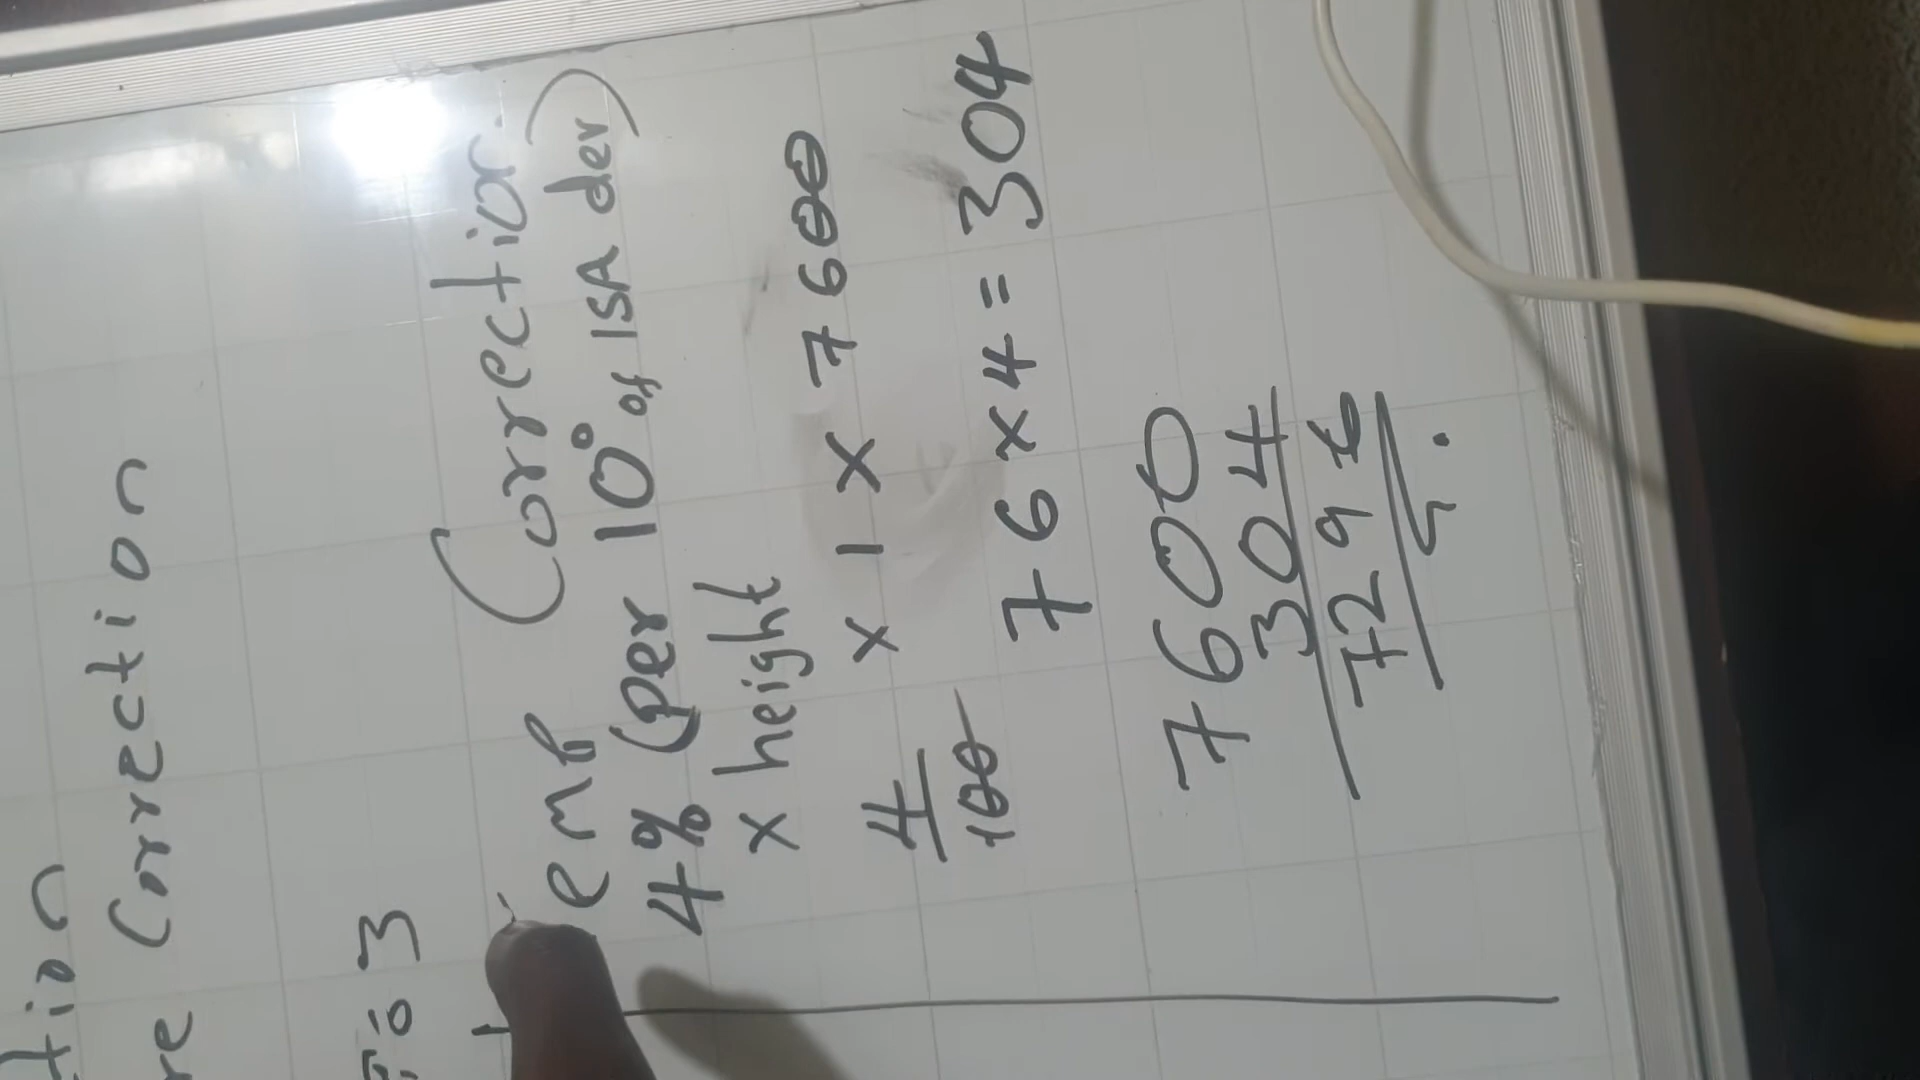 tion
re Correction
3
emp Correction.
4% (per 10° of ISA dev)
x height
4/100 x 1 x 7600
76 x 4 = 304
7600
304
7296